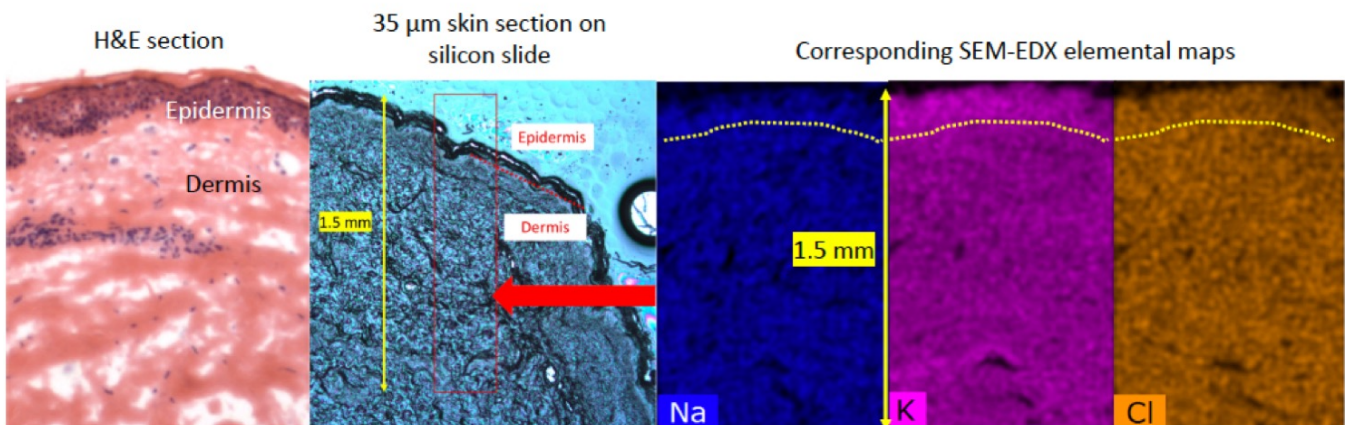 H&E section
35 µm skin section on
silicon slide
Corresponding SEM-EDX elemental maps
Epidermis
Dermis
Epidermis
1.5 mm
Dermis
1.5 mm
Na
K
Cl